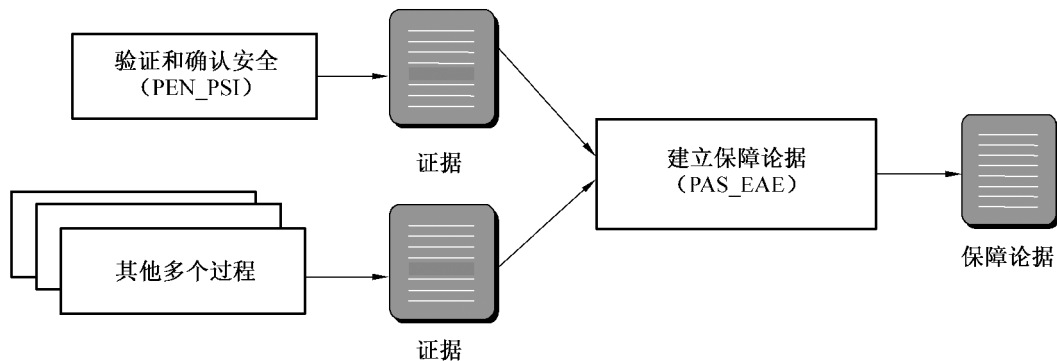 验证和确认安全
（PEN_PSI）
证据
建立保障论据
（PAS_EAE）
保障论据
其他多个过程
证据